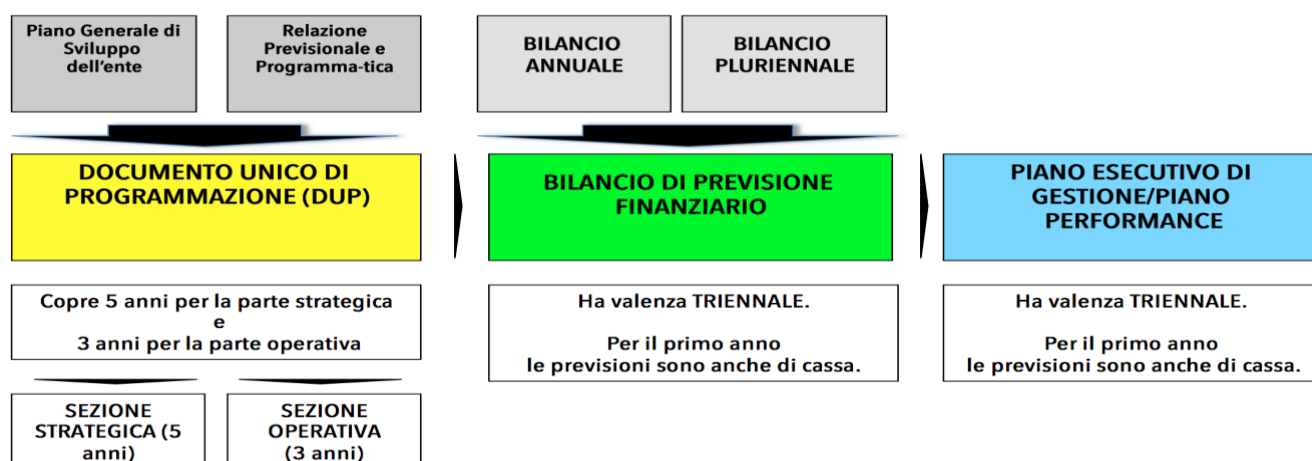 Piano Generale di
Sviluppo
dell'ente
Relazione
Previsionale e
Programma-tica
BILANCIO
ANNUALE
BILANCIO
PLURIENNALE
DOCUMENTO UNICO DI
PROGRAMMAZIONE (DUP)
BILANCIO DI PREVISIONE
FINANZIARIO
PIANO ESECUTIVO DI
GESTIONE/PIANO
PERFORMANCE
Copre 5 anni per la parte strategica
e
3 anni per la parte operativa
Ha valenza TRIENNALE.
Per il primo anno
le previsioni sono anche di cassa.
Ha valenza TRIENNALE.
Per il primo anno
le previsioni sono anche di cassa.
SEZIONE
STRATEGICA (5
anni)
SEZIONE
OPERATIVA
(3 anni)